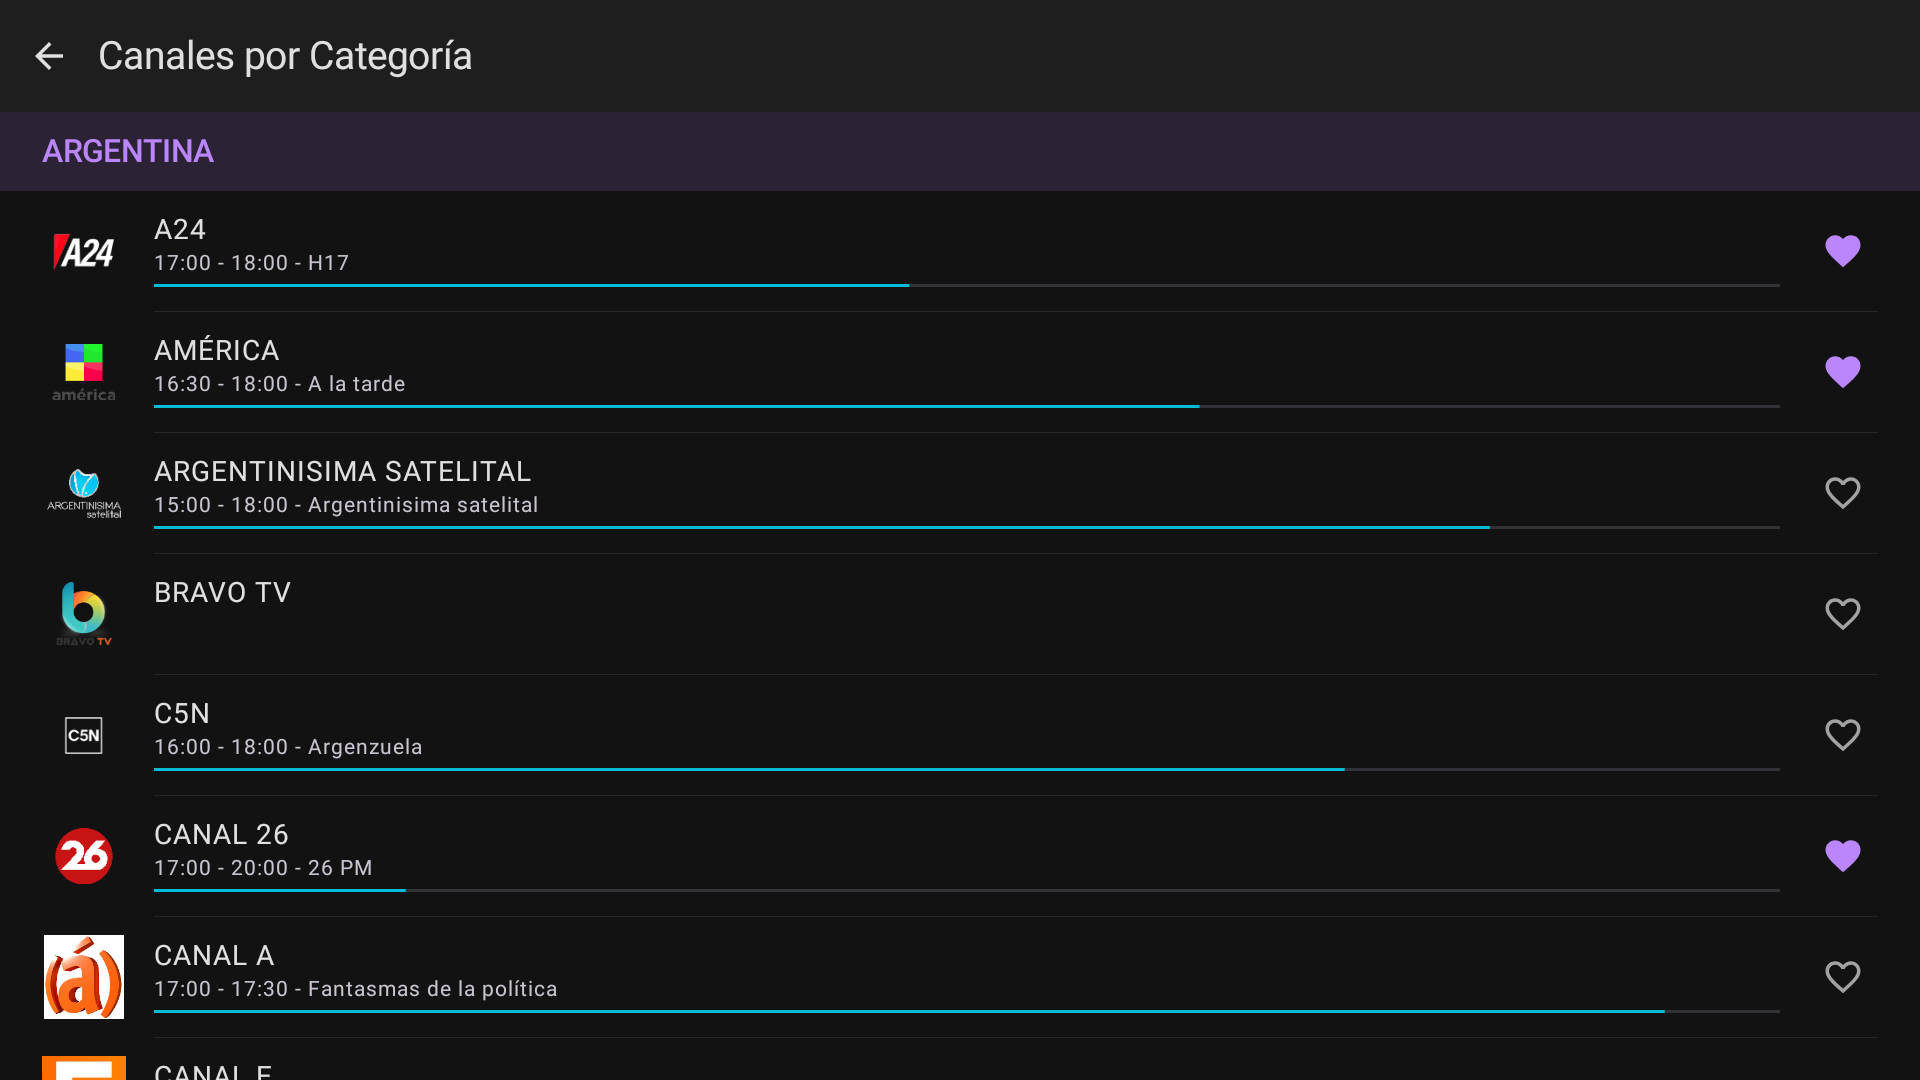 Canales por Categoría
ARGENTINA
A24
A24
17:00 - 18:00 - H17
américa
AMÉRICA
16:30 - 18:00 - A la tarde
ARGENTINISIMA
satelital
ARGENTINISIMA SATELITAL
15:00 - 18:00 - Argentinisima satelital
BRAVO TV
BRAVO TV
C5N
C5N
16:00 - 18:00 - Argenzuela
26
CANAL 26
17:00 - 20:00 - 26 PM
(á)
CANAL A
17:00 - 17:30 - Fantasmas de la política